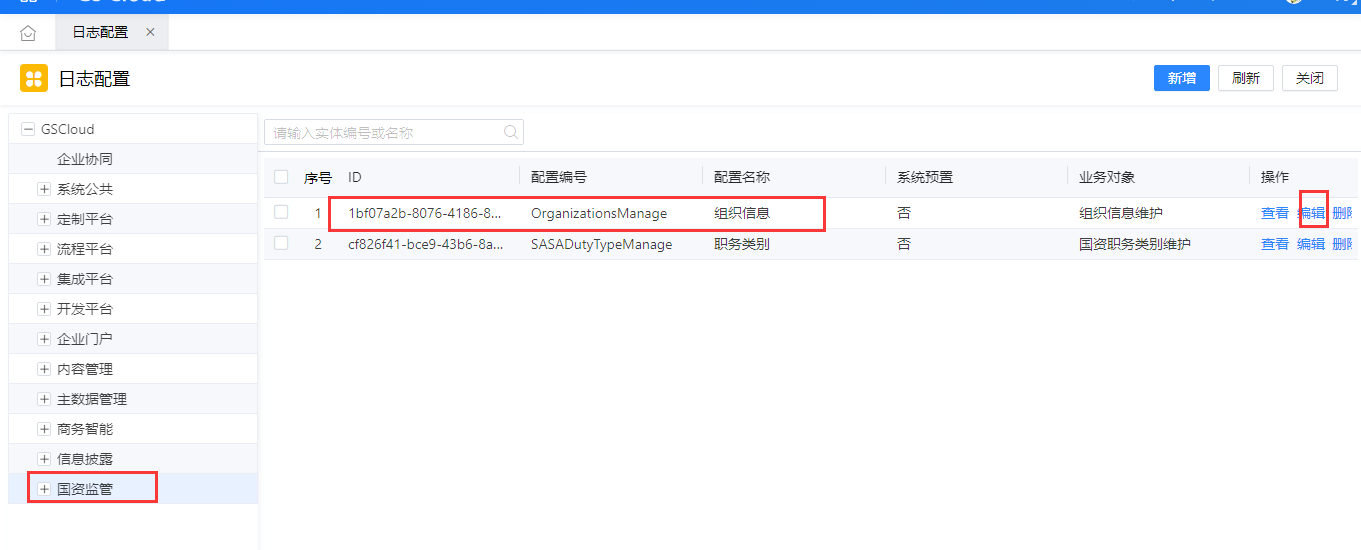 日志配置
日志配置
新增 刷新 关闭
GSCloud
企业协同
系统公共
定制平台
流程平台
集成平台
开发平台
企业门户
内容管理
主数据管理
商务智能
信息披露
国资监管
请输入实体编号或名称
序号 ID 配置编号 配置名称 系统预置 业务对象 操作
1 1bf07a2b-8076-4186-8... OrganizationsManage 组织信息 否 组织信息维护 查看 编辑 删除
2 cf826f41-bce9-43b6-8a... SASADutyTypeManage 职务类别 否 国资职务类别维护 查看 编辑 删除